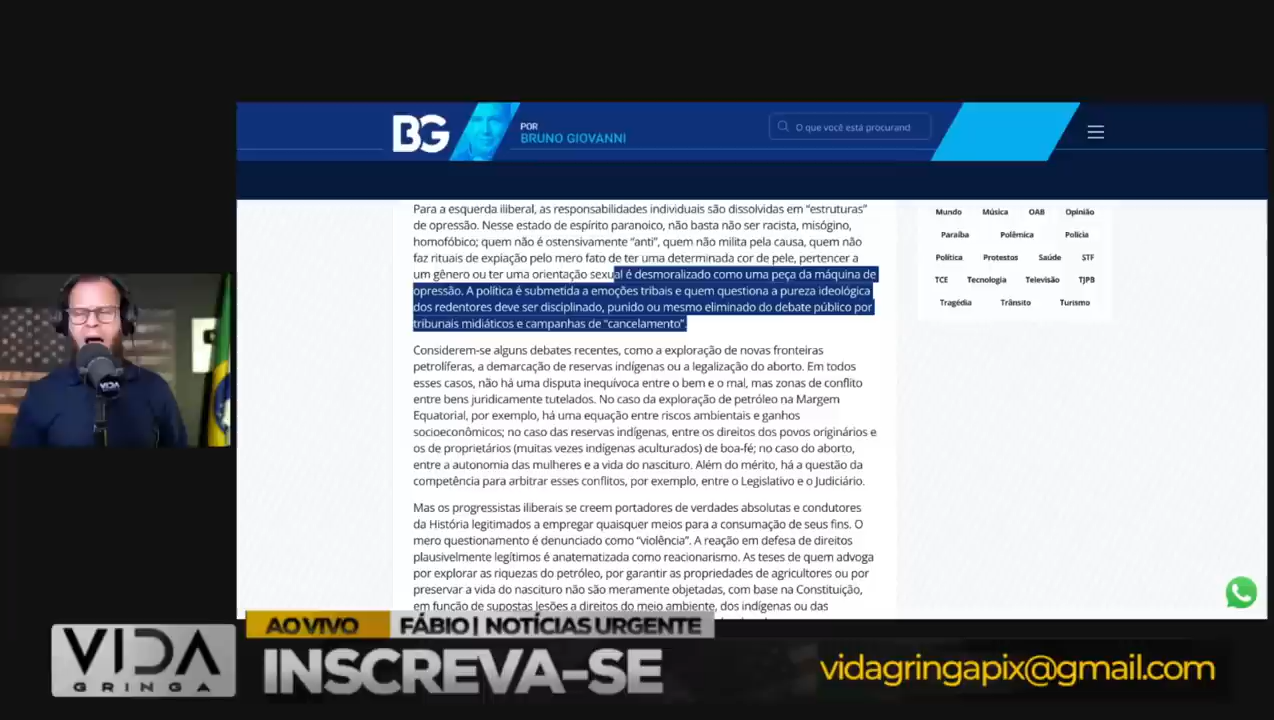 BG
POR
BRUNO GIOVANNI
O que você está procurand
Para a esquerda iliberal, as responsabilidades individuais são dissolvidas em “estruturas”
de opressão. Nesse estado de espírito paranoico, não basta não ser racista, misógino,
homofóbico; quem não é ostensivamente “anti”, quem não milita pela causa, quem não
faz rituais de expiação pelo mero fato de ter uma determinada cor de pele, pertencer a
um gênero ou ter uma orientação sexual é desmoralizado como uma peça da máquina de
opressão. A política é submetida a emoções tribais e quem questiona a pureza ideológica
dos redentores deve ser disciplinado, punido ou mesmo eliminado do debate público por
tribunais midiáticos e campanhas de “cancelamento”.
Considerem-se alguns debates recentes, como a exploração de novas fronteiras
petrolíferas, a demarcação de reservas indígenas ou a legalização do aborto. Em todos
esses casos, não há uma disputa inequívoca entre o bem e o mal, mas zonas de conflito
entre bens juridicamente tutelados. No caso da exploração de petróleo na Margem
Equatorial, por exemplo, há uma equação entre riscos ambientais e ganhos
socioeconômicos; no caso das reservas indígenas, entre os direitos dos povos originários e
os de proprietários (muitas vezes indígenas aculturados) de boa-fé; no caso do aborto,
entre a autonomia das mulheres e a vida do nascituro. Além do mérito, há a questão da
competência para arbitrar esses conflitos, por exemplo, entre o Legislativo e o Judiciário.
Mas os progressistas iliberais se creem portadores de verdades absolutas e condutores
da História legitimados a empregar quaisquer meios para a consumação de seus fins. O
mero questionamento é denunciado como “violência”. A reação em defesa de direitos
plausivelmente legítimos é anatematizada como reacionarismo. As teses de quem advoga
por explorar as riquezas do petróleo, por garantir as propriedades de agricultores ou por
preservar a vida do nascituro não são meramente objetadas, com base na Constituição,
em função de supostas lesões a direitos do meio ambiente, dos indígenas ou das
Mundo Música OAB Opinião
Paraíba Polêmica Polícia
Política Protestos Saúde STF
TCE Tecnologia Televisão TJPB
Tragédia Trânsito Turismo
VIDA
AO VIVO FÁBIO | NOTÍCIAS URGENTE
VIDA
GRINGA
INSCREVA-SE
vidagringapix@gmail.com